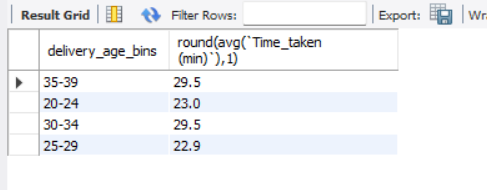 Result Grid Filter Rows: Export: Wra
delivery_age_bins round(avg(`Time_taken
(min)`),1)
35-39 29.5
20-24 23.0
30-34 29.5
25-29 22.9